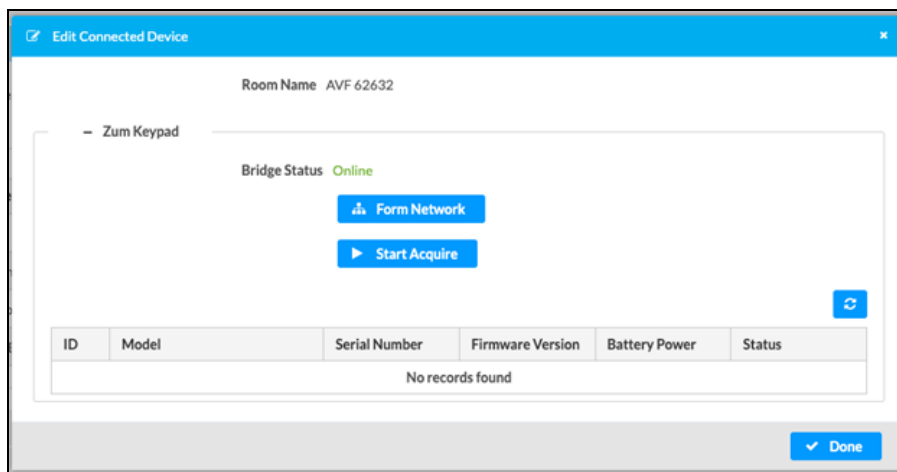 Edit Connected Device
Room Name AVF 62632
Zum Keypad
Bridge Status Online
Form Network
Start Acquire
ID Model Serial Number Firmware Version Battery Power Status
No records found
Done